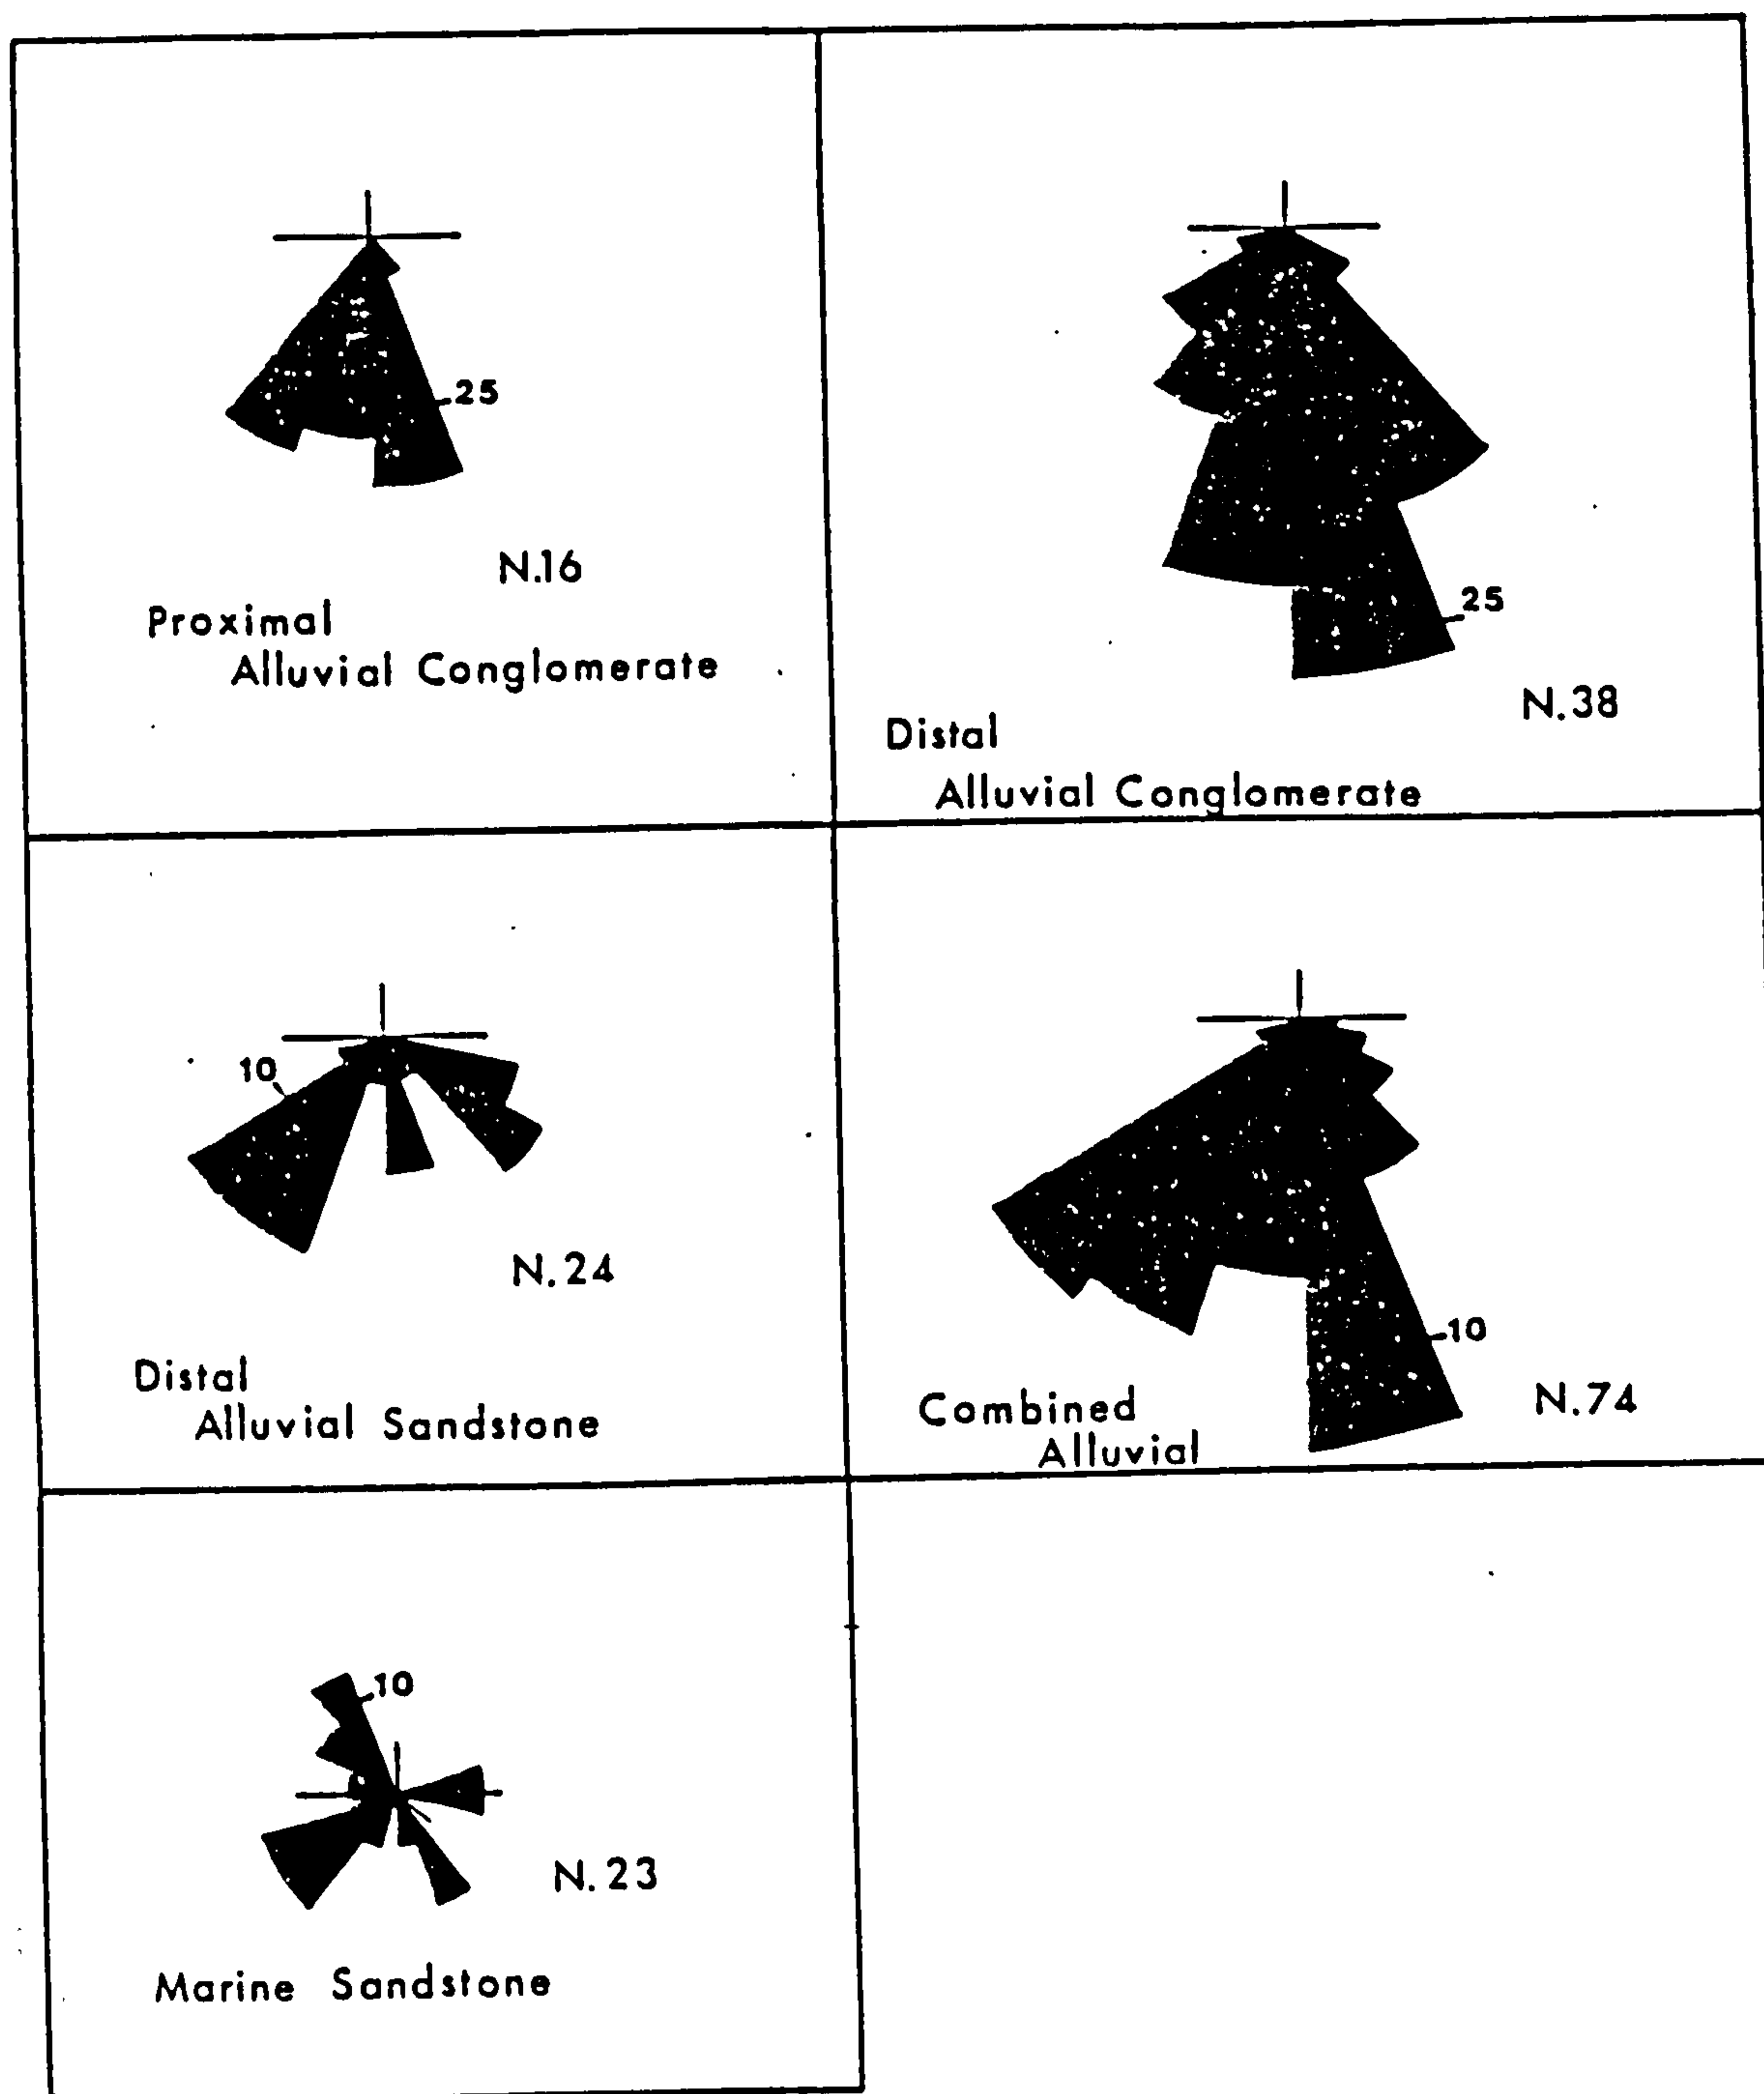 25
N.16
Proximal
Alluvial Conglomerate
25
N.38
Distal
Alluvial Conglomerate
10
N.24
Distal
Alluvial Sandstone
10
N.74
Combined
Alluvial
10
N.23
Marine Sandstone